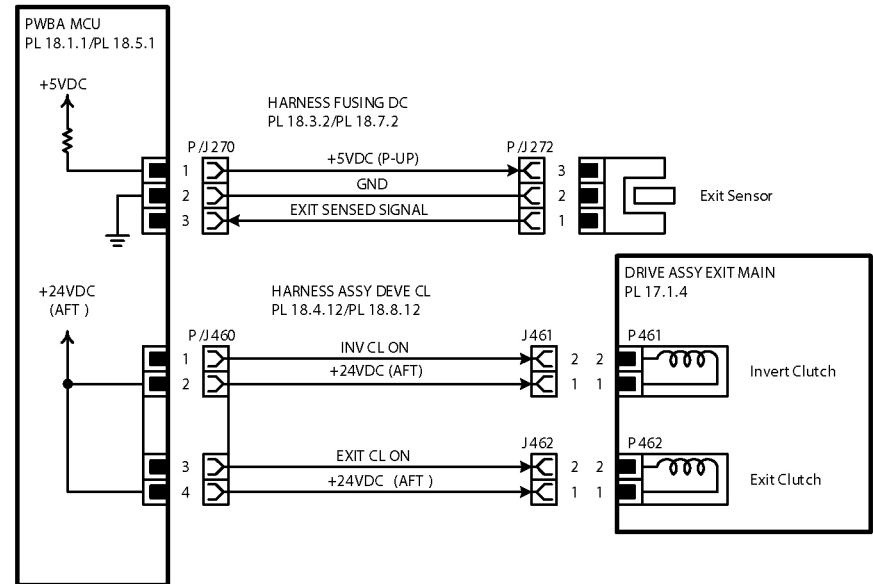 PWBA MCU
PL 18.1.1/PL 18.5.1
+5VDC
HARNESS FUSING DC
PL 18.3.2/PL 18.7.2
P/J270
P/J272
1
+5VDC (P-UP)
3
2
GND
2
3
EXIT SENSED SIGNAL
1
Exit Sensor
+24VDC
(AFT )
HARNESS ASSY DEVE CL
PL 18.4.12/PL 18.8.12
DRIVE ASSY EXIT MAIN
PL 17.1.4
P/J460
J461
P461
1
INV CL ON
2 2
2
+24VDC (AFT)
1 1
Invert Clutch
J462
P462
3
EXIT CL ON
2 2
4
+24VDC (AFT )
1 1
Exit Clutch